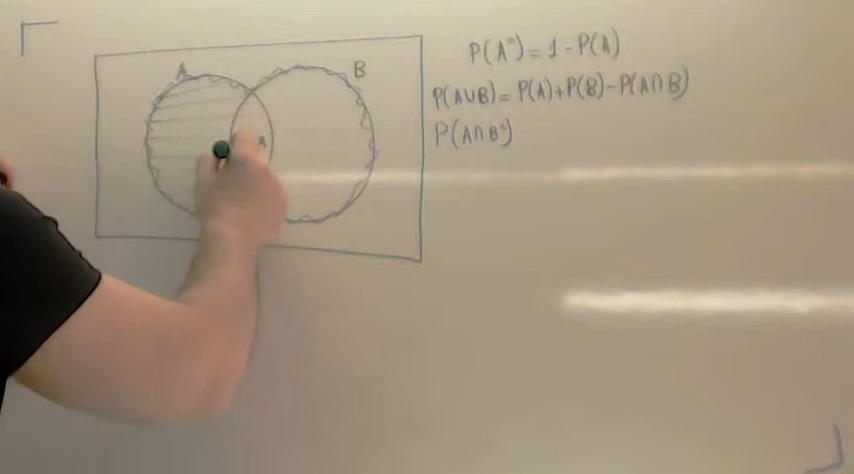 A
B
P(Aᶜ) = 1 - P(A)
P(A∪B) = P(A)+P(B)-P(A∩B)
P(A∩Bᶜ)